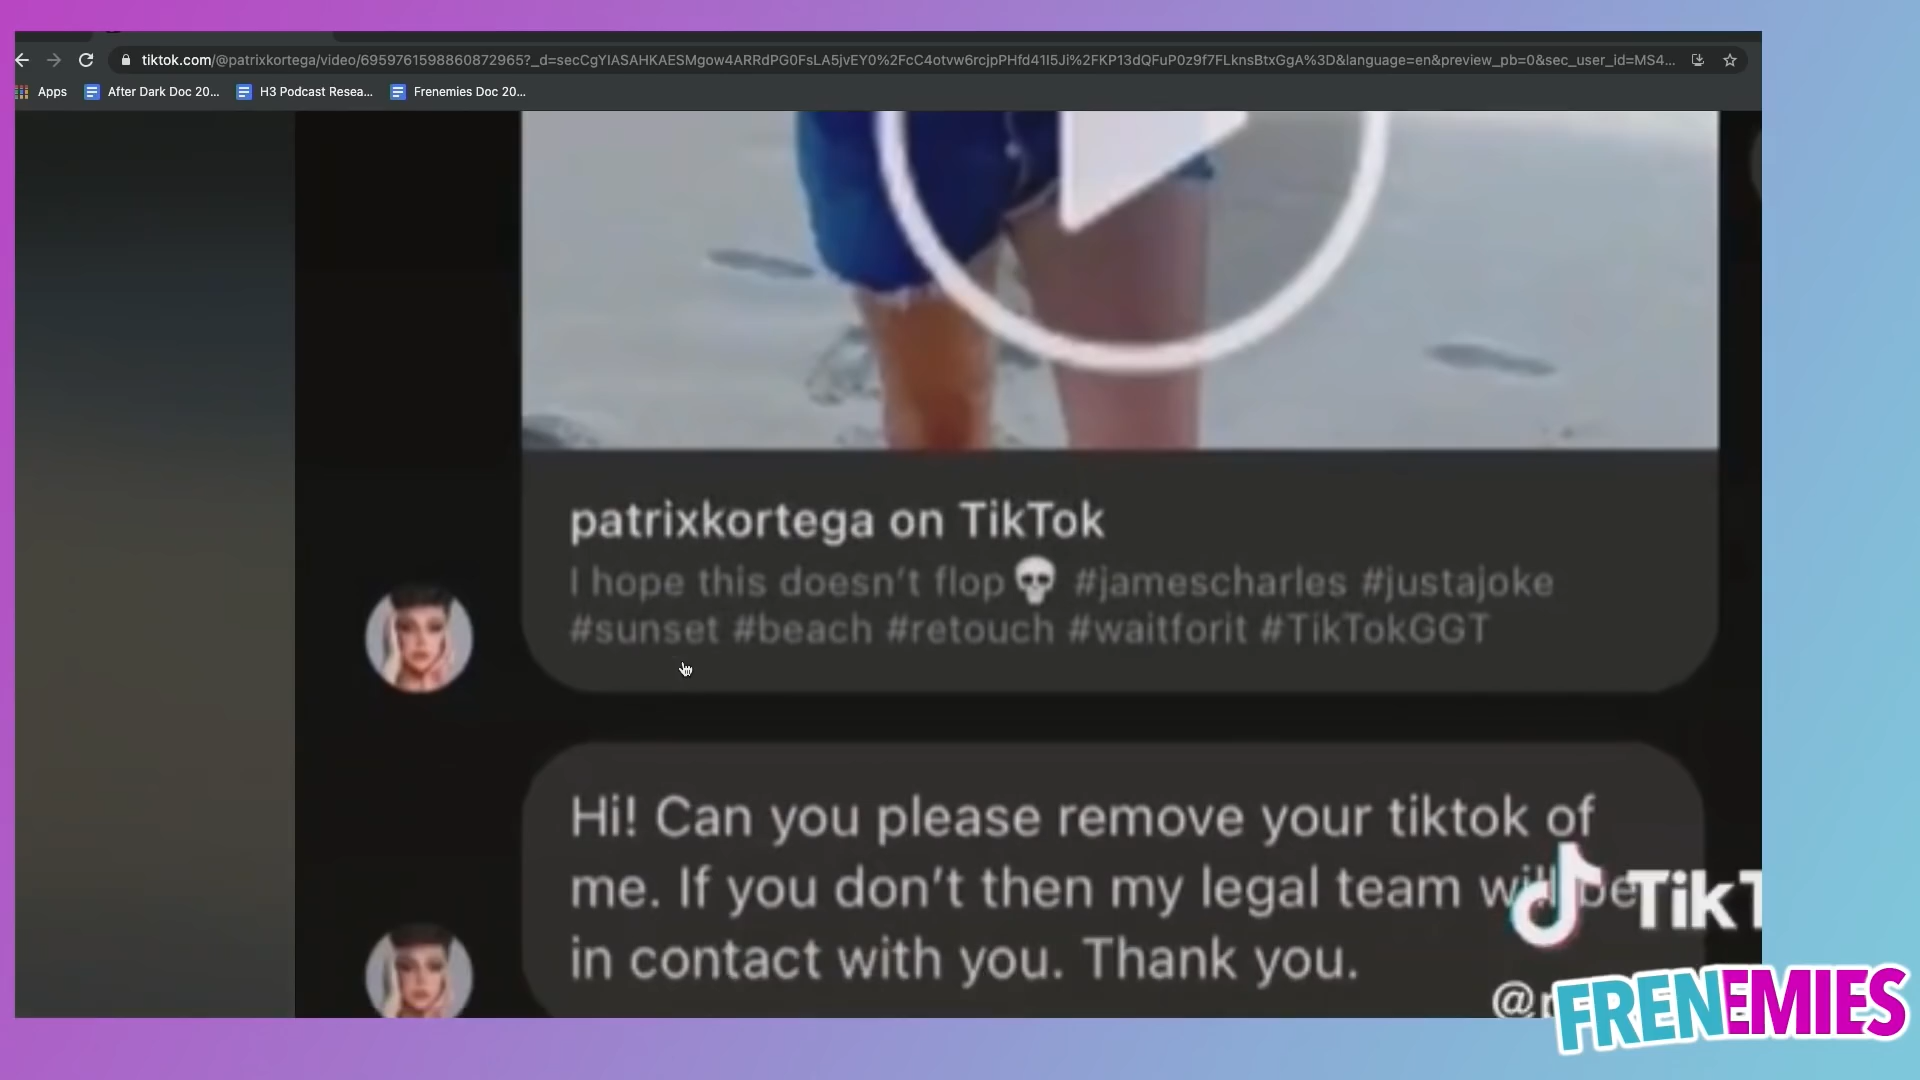 tiktok.com/@patrixkortega/video/6959761598860872965?_d=secCgYIASAHKAESMgow4ARRdPG0FsLA5jvEY0%2FcC4otvw6rcjpPHfd41I5Ji%2FKP13dQFuP0z9f7FLknsBtxGgA%3D&language=en&preview_pb=0&sec_user_id=MS4...
Apps After Dark Doc 20... H3 Podcast Resea... Frenemies Doc 20...
patrixkortega on TikTok
I hope this doesn't flop💀 #jamescharles #justajoke
#sunset #beach #retouch #waitforit #TikTokGGT
Hi! Can you please remove your tiktok of
me. If you don't then my legal team will be
in contact with you. Thank you.
TikT
FRENEMIES